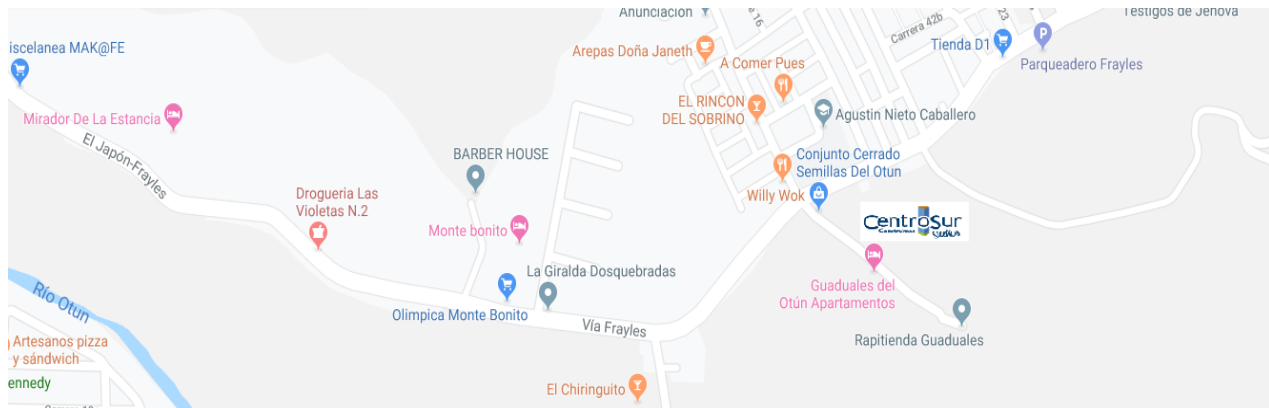 Anunciación
a 16
Carrera 42b
23
Testigos de Jehová
iscelanea MAK@FE
Arepas Doña Janeth
A Comer Pues
Tienda D1
P
Parqueadero Frayles
Mirador De La Estancia
EL RINCON
DEL SOBRINO
Agustin Nieto Caballero
El Japón-Frayles
BARBER HOUSE
Conjunto Cerrado
Semillas Del Otun
Drogueria Las
Violetas N.2
Willy Wok
Monte bonito
CentroSur
La Giralda Dosquebradas
Guaduales del
Otún Apartamentos
Río Otun
Olimpica Monte Bonito
Vía Frayles
Rapitienda Guaduales
Artesanos pizza
y sándwich
ennedy
El Chiringuito